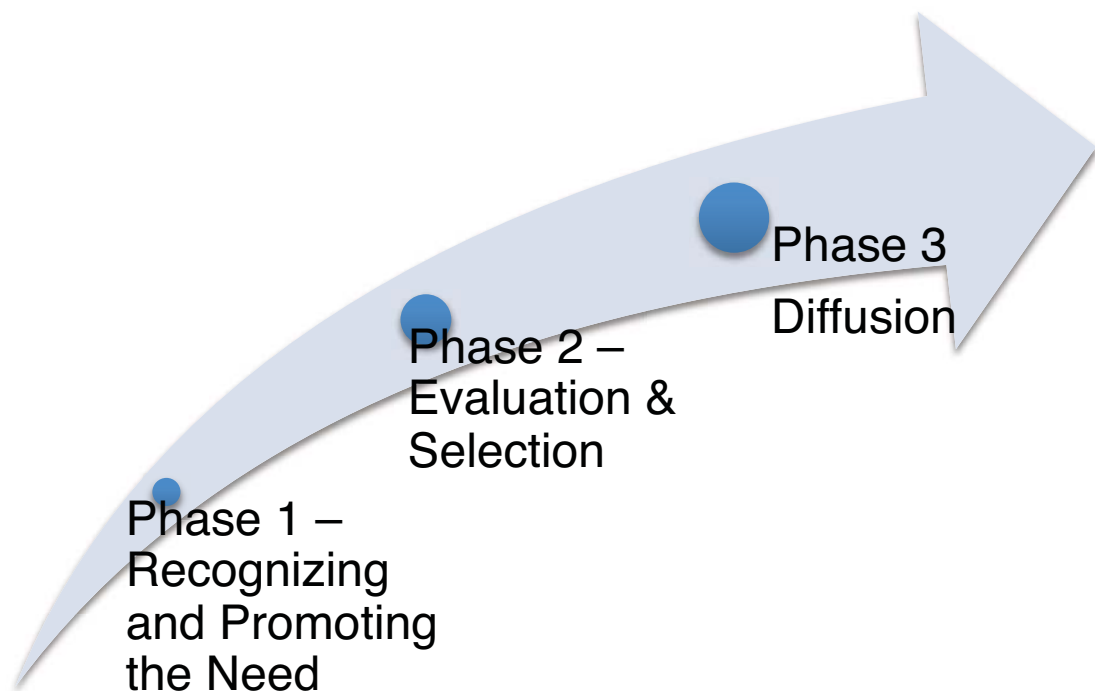 Phase 1 –
Recognizing
and Promoting
the Need
Phase 2 –
Evaluation &
Selection
Phase 3
Diffusion